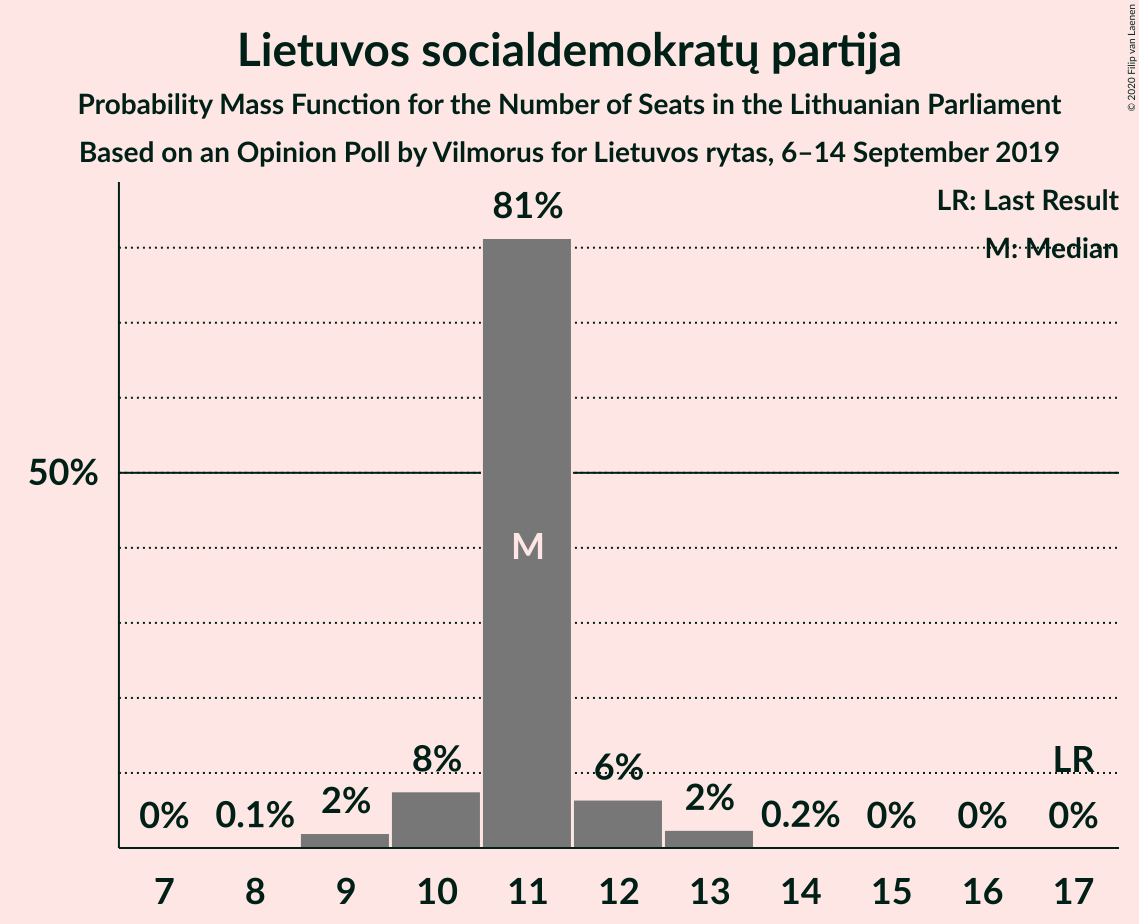 Lietuvos socialdemokratų partija
Probability Mass Function for the Number of Seats in the Lithuanian Parliament
Based on an Opinion Poll by Vilmorus for Lietuvos rytas, 6–14 September 2019
© 2020 Filip van Laenen
LR: Last Result
M: Median
50%
0%
0.1%
2%
8%
81%
M
6%
2%
0.2%
0%
0%
LR
0%
7 8 9 10 11 12 13 14 15 16 17